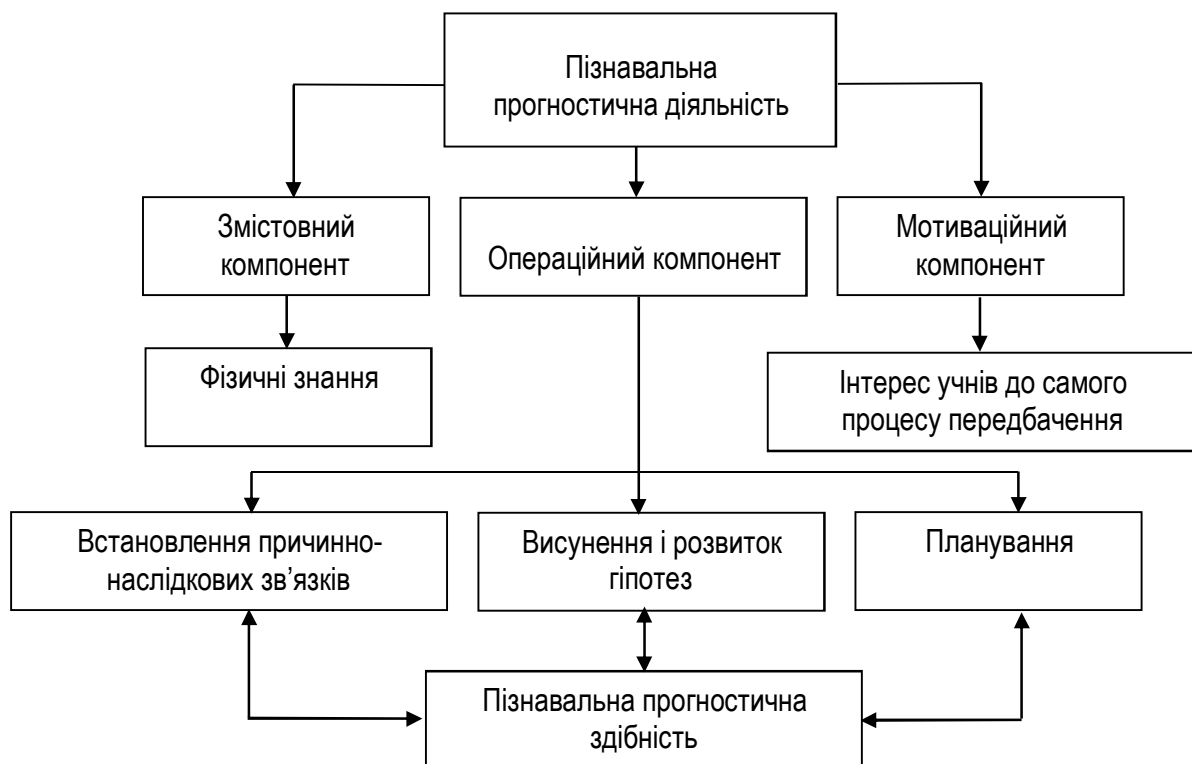 Пізнавальна
прогностична діяльність
Змістовний
компонент
Операційний компонент
Мотиваційний
компонент
Фізичні знання
Інтерес учнів до самого
процесу передбачення
Встановлення причинно-
наслідкових зв’язків
Висунення і розвиток
гіпотез
Планування
Пізнавальна прогностична
здібність